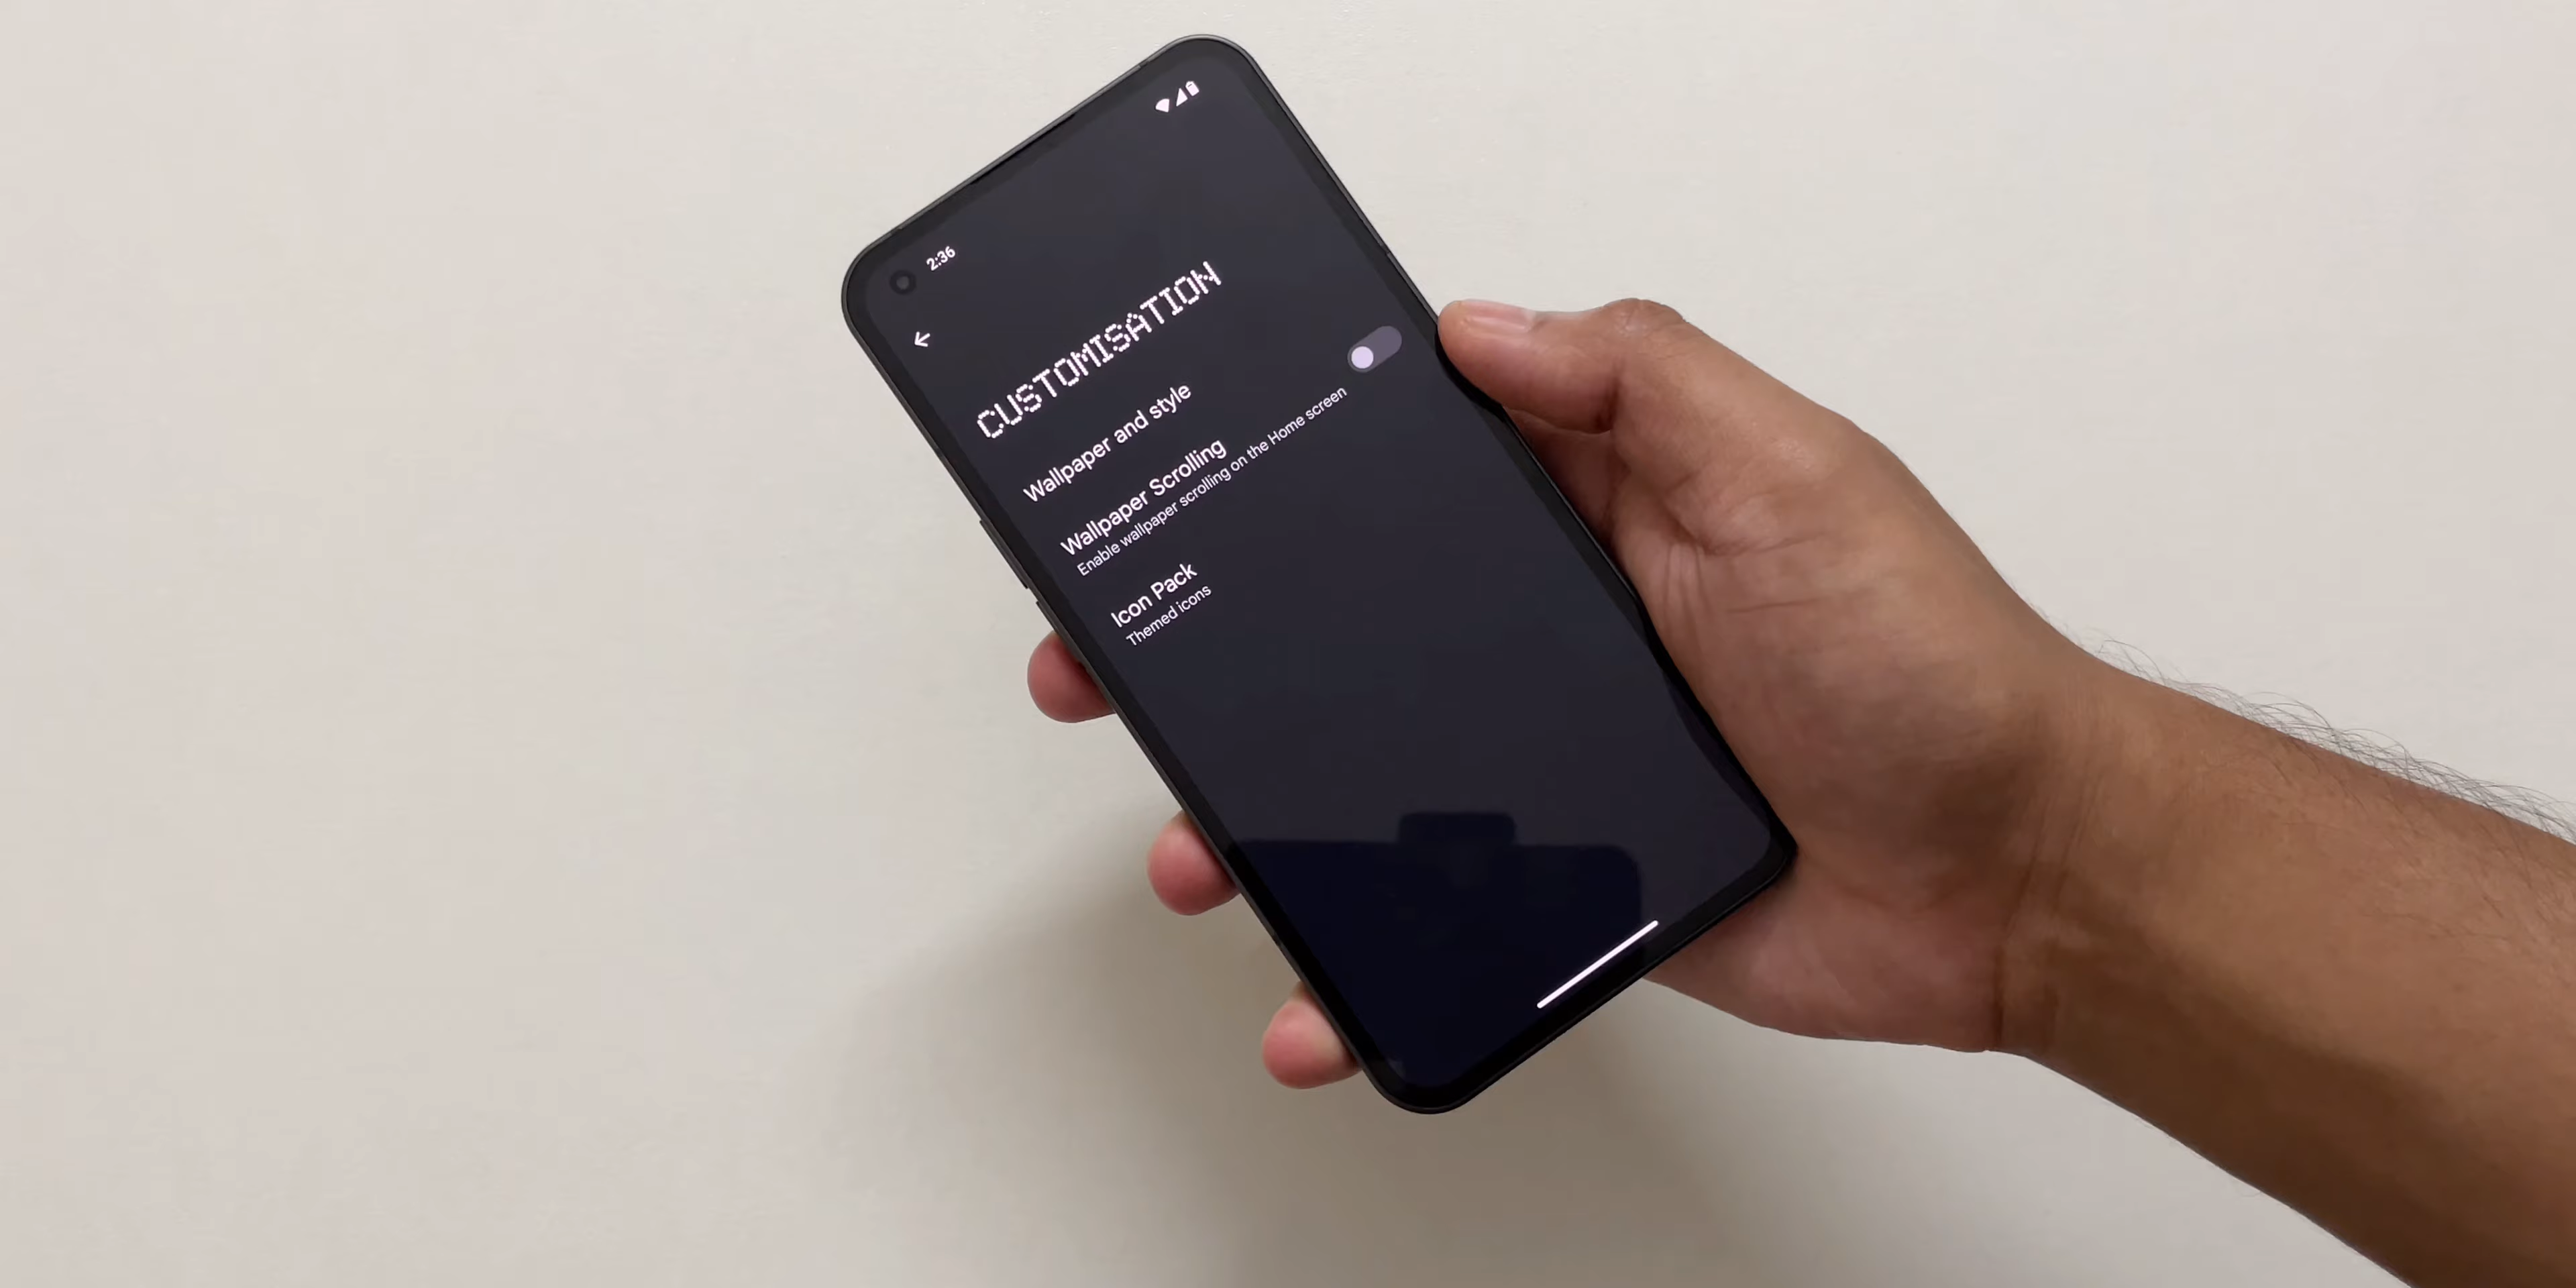 2:36
CUSTOMISATION
Wallpaper and style
Wallpaper Scrolling
Enable wallpaper scrolling on the Home screen
Icon Pack
Themed icons